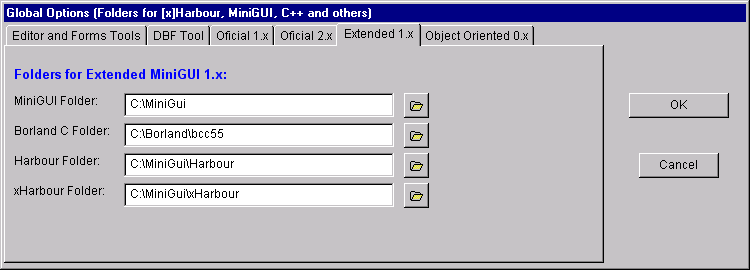 Global Options (Folders for [x]Harbour, MiniGUI, C++ and others)
Editor and Forms Tools DBF Tool Oficial 1.x Oficial 2.x Extended 1.x Object Oriented 0.x
Folders for Extended MiniGUI 1.x:
MiniGUI Folder: C:\MiniGui
OK
Borland C Folder: C:\Borland\bcc55
Harbour Folder: C:\MiniGui\Harbour
Cancel
xHarbour Folder: C:\MiniGui\xHarbour